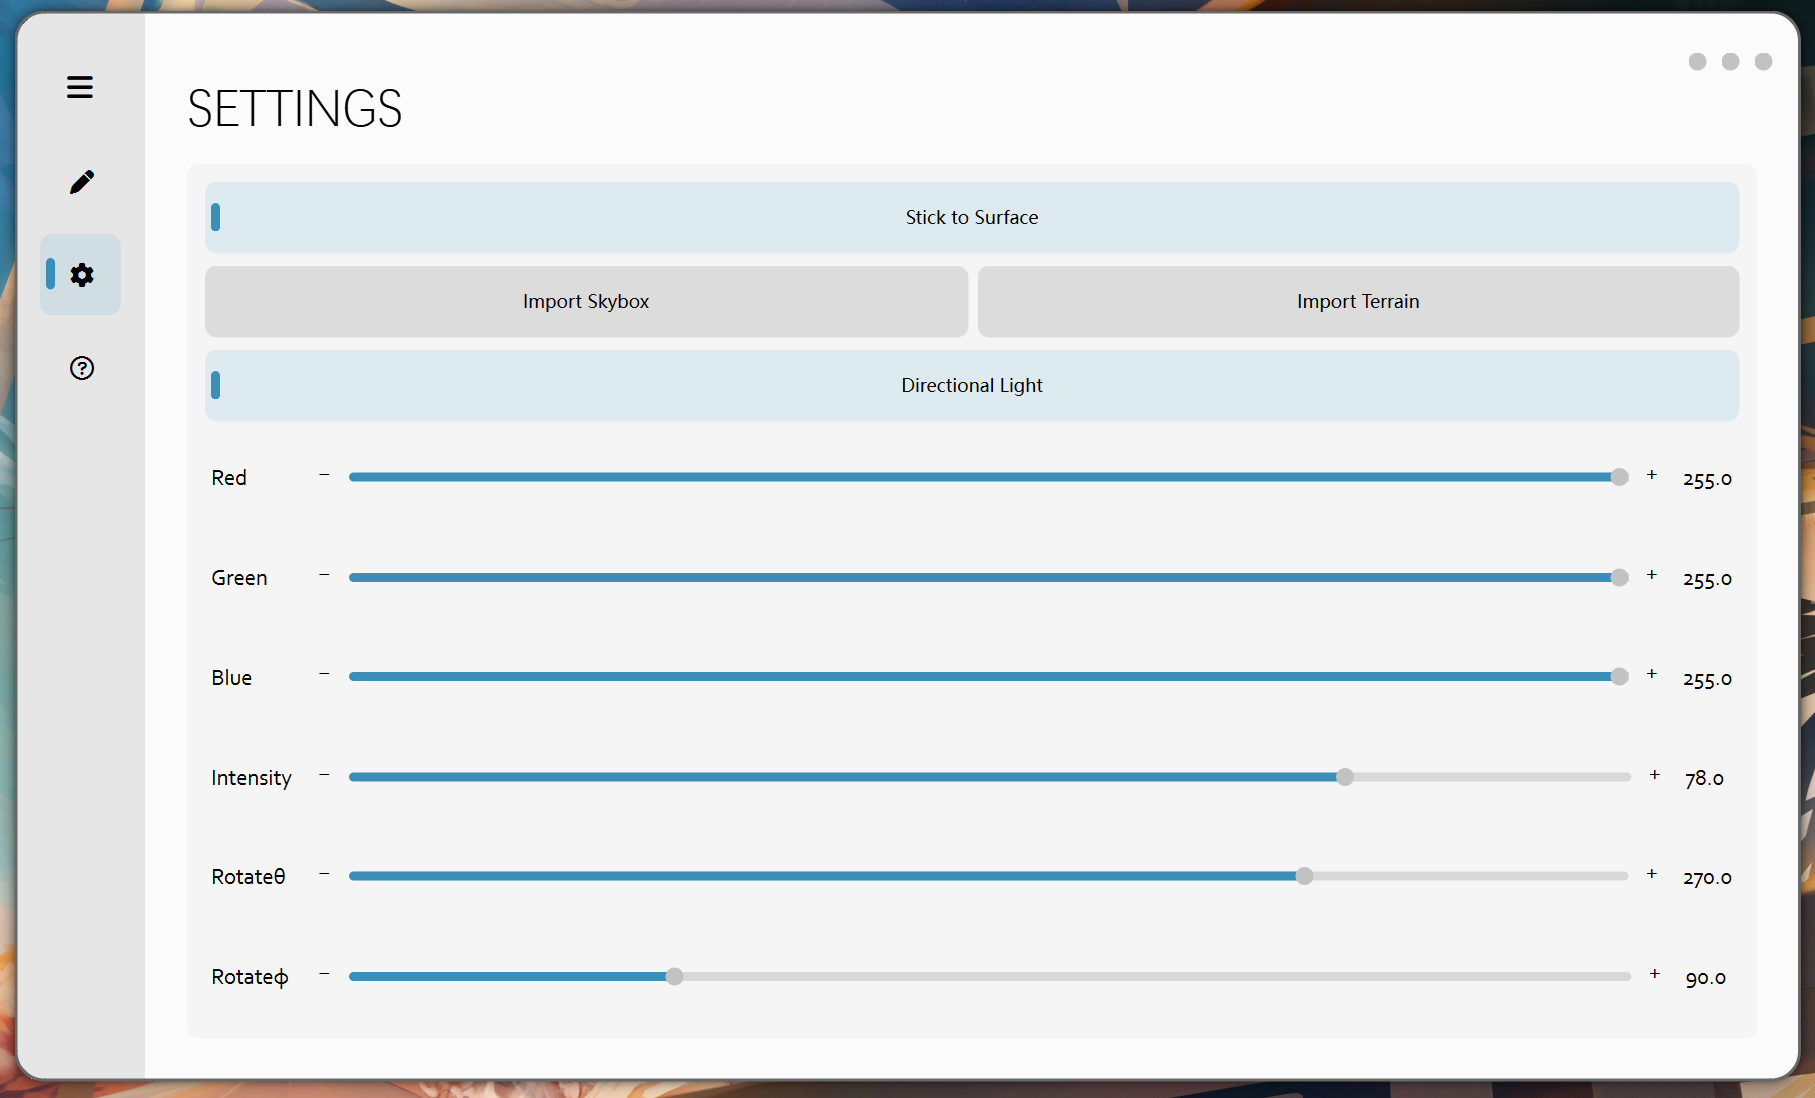 SETTINGS
Stick to Surface
Import Skybox Import Terrain
Directional Light
Red − + 255.0
Green − + 255.0
Blue − + 255.0
Intensity − + 78.0
Rotateθ − + 270.0
Rotateϕ − + 90.0